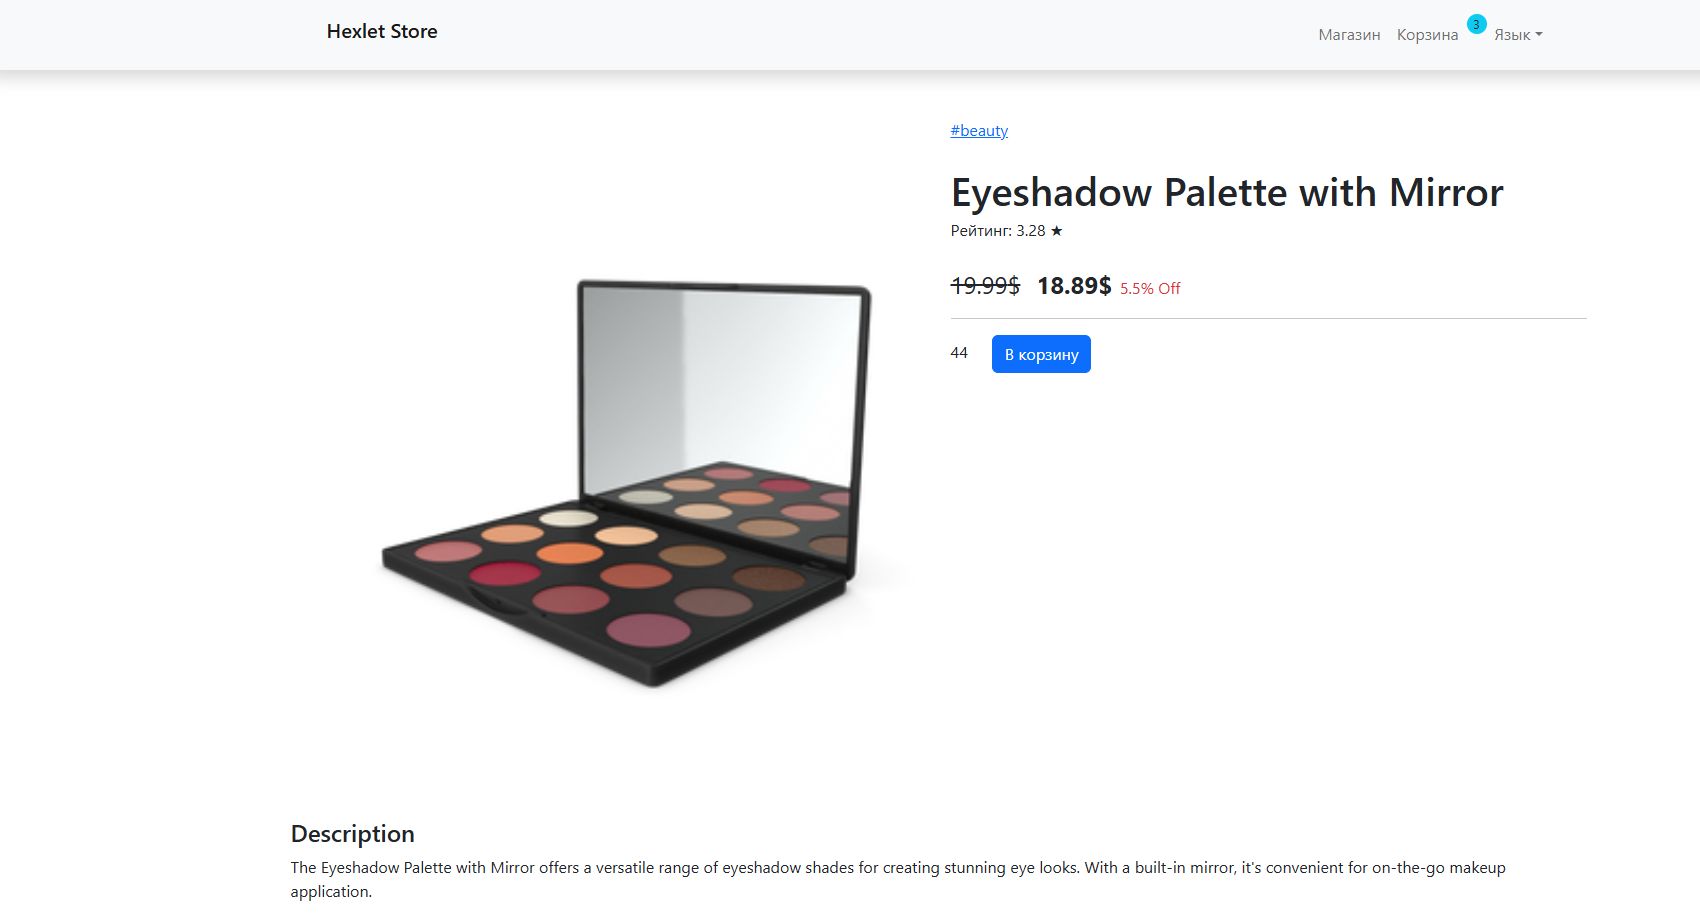 Hexlet Store
Магазин Корзина 3 Язык
#beauty
Eyeshadow Palette with Mirror
Рейтинг: 3.28 ★
19.99$ 18.89$ 5.5% Off
44 В корзину
Description
The Eyeshadow Palette with Mirror offers a versatile range of eyeshadow shades for creating stunning eye looks. With a built-in mirror, it's convenient for on-the-go makeup
application.